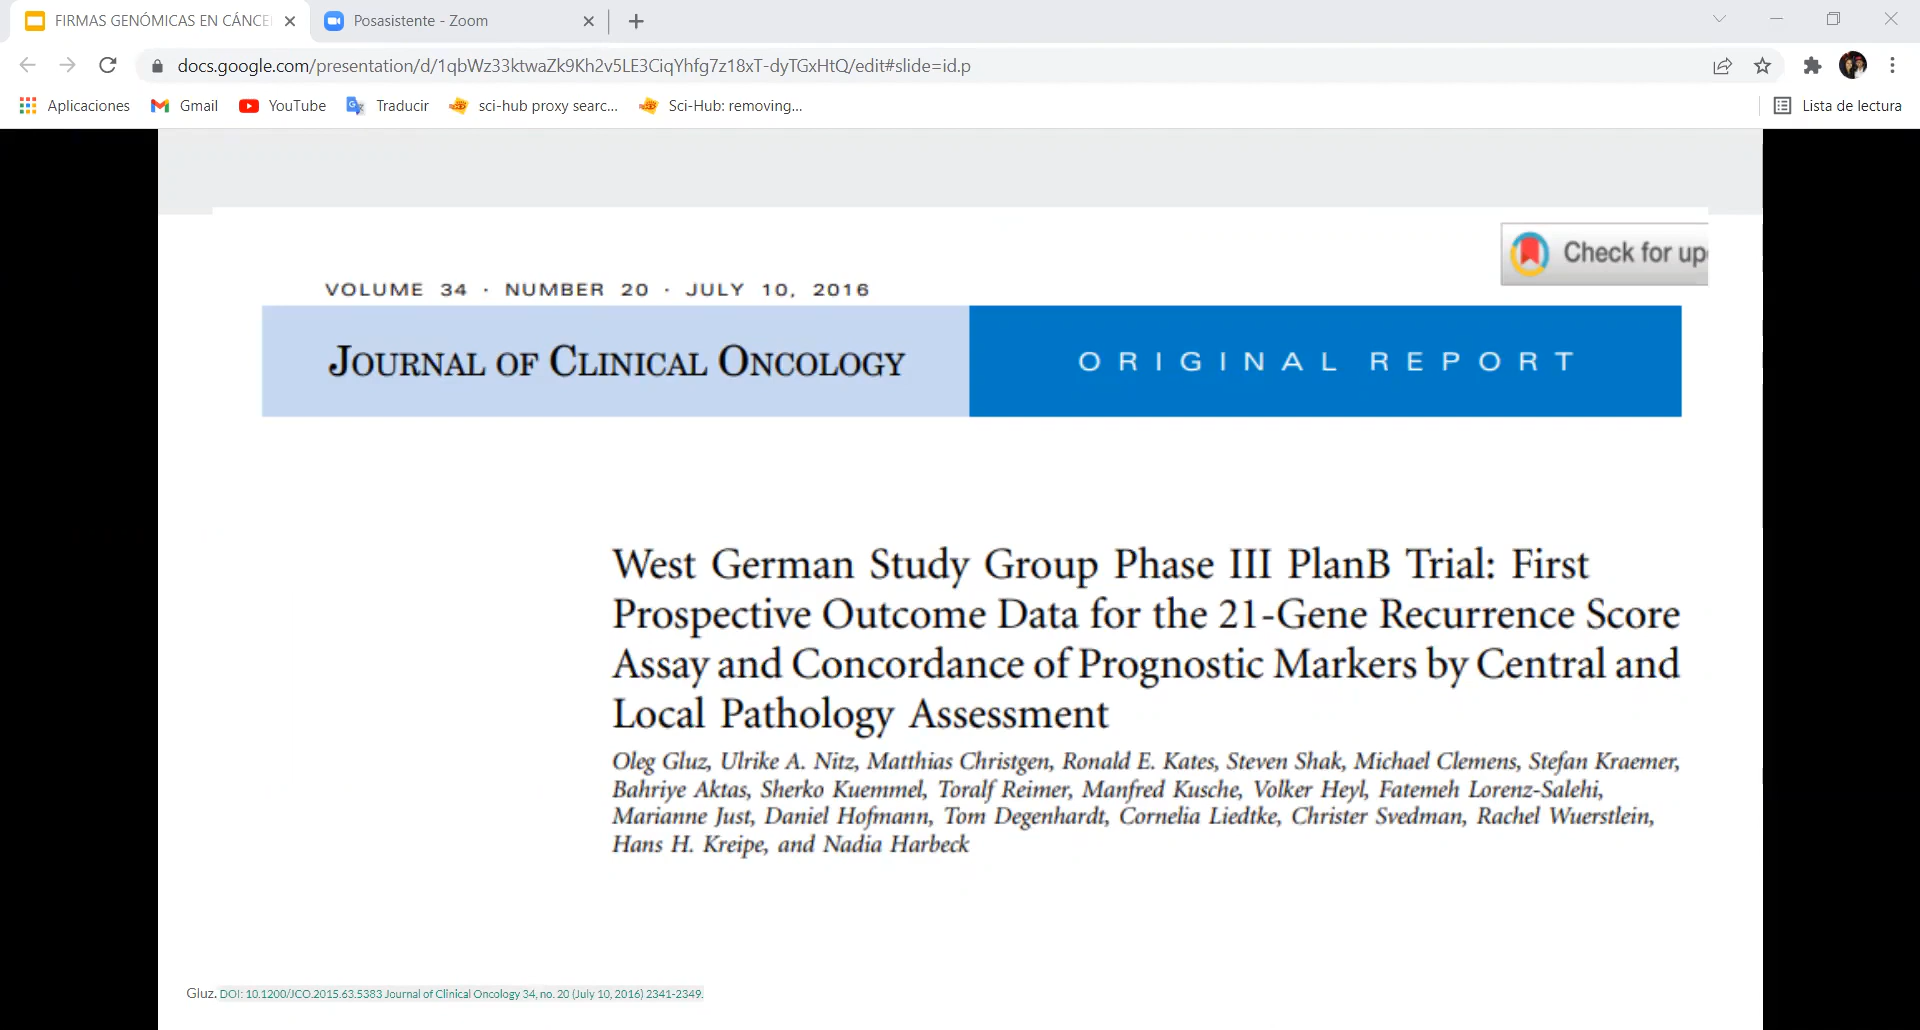 FIRMAS GENÓMICAS EN CÁNCE
Posasistente - Zoom
docs.google.com/presentation/d/1qbWz33ktwaZk9Kh2v5LE3CiqYhfg7z18xT-dyTGxHtQ/edit#slide=id.p
Aplicaciones Gmail YouTube Traducir sci-hub proxy searc... Sci-Hub: removing... Lista de lectura
Check for up
VOLUME 34 · NUMBER 20 · JULY 10, 2016
JOURNAL OF CLINICAL ONCOLOGY ORIGINAL REPORT
West German Study Group Phase III PlanB Trial: First
Prospective Outcome Data for the 21-Gene Recurrence Score
Assay and Concordance of Prognostic Markers by Central and
Local Pathology Assessment
Oleg Gluz, Ulrike A. Nitz, Matthias Christgen, Ronald E. Kates, Steven Shak, Michael Clemens, Stefan Kraemer,
Bahriye Aktas, Sherko Kuemmel, Toralf Reimer, Manfred Kusche, Volker Heyl, Fatemeh Lorenz-Salehi,
Marianne Just, Daniel Hofmann, Tom Degenhardt, Cornelia Liedtke, Christer Svedman, Rachel Wuerstlein,
Hans H. Kreipe, and Nadia Harbeck
Gluz. DOI: 10.1200/JCO.2015.63.5383 Journal of Clinical Oncology 34, no. 20 (July 10, 2016) 2341-2349.